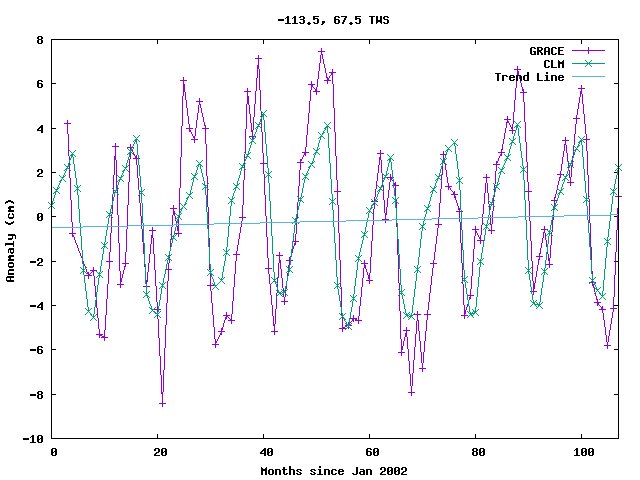 -113.5, 67.5 TWS
GRACE
CLM
Trend Line
8
6
4
2
0
-2
-4
-6
-8
-10
Anomaly (cm)
0 20 40 60 80 100
Months since Jan 2002